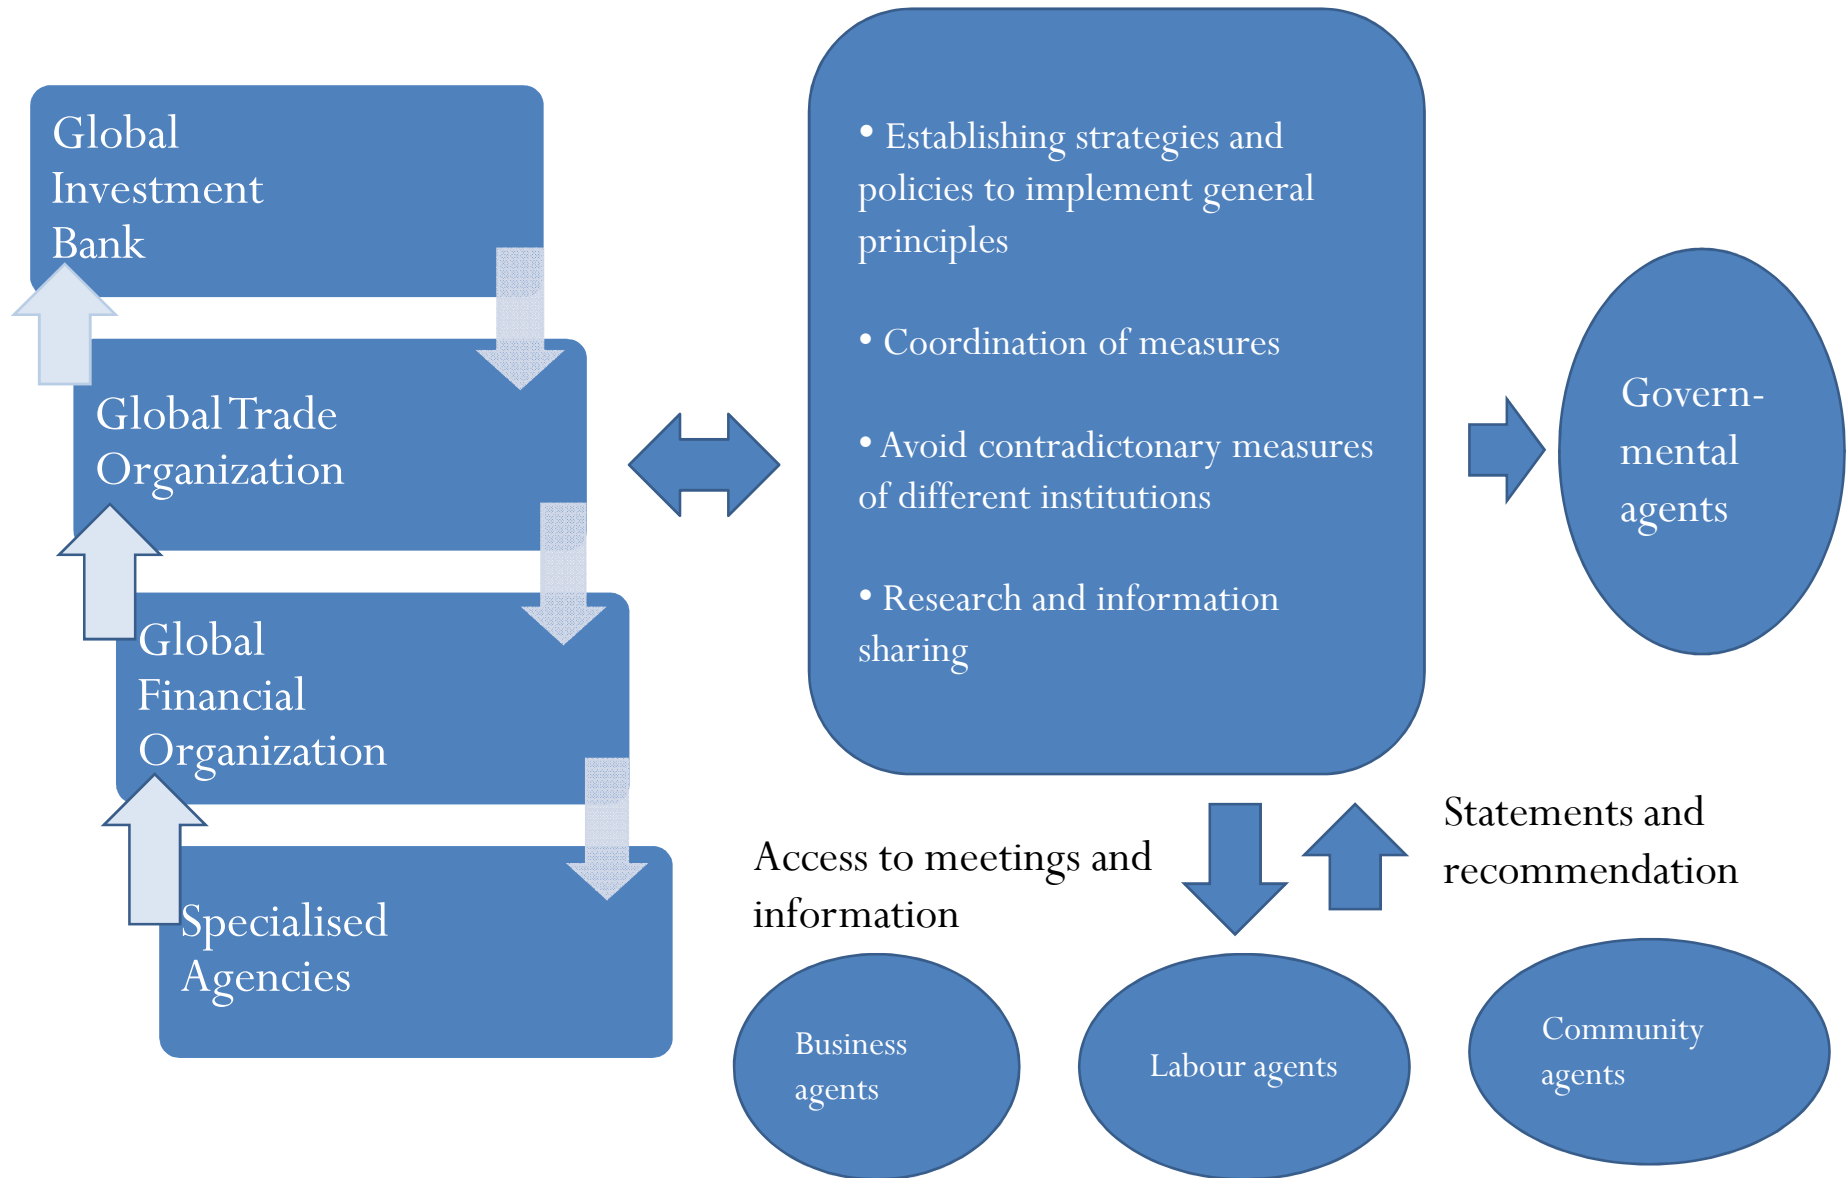 Global
Investment
Bank
Global Trade
Organization
Global
Financial
Organization
Specialised
Agencies
• Establishing strategies and
policies to implement general
principles
• Coordination of measures
• Avoid contradictonary measures
of different institutions
• Research and information
sharing
Govern-
mental
agents
Access to meetings and
information
Statements and
recommendation
Business
agents
Labour agents
Community
agents